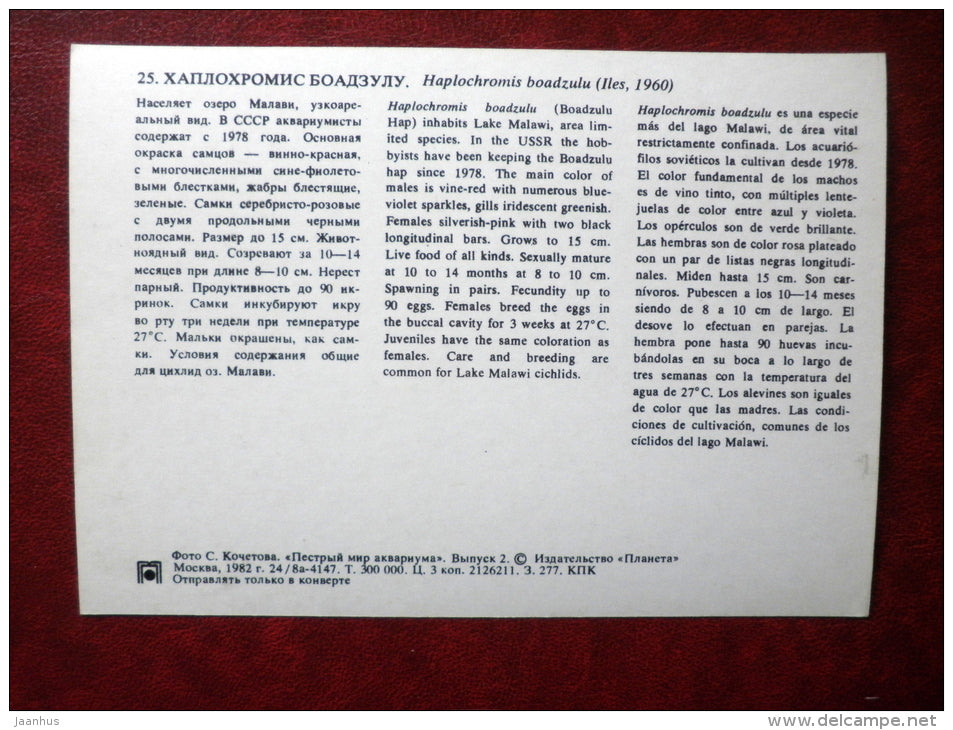 25. ХАПЛОХРОМИС БОАДЗУЛУ. Haplochromis boadzulu (Iles, 1960)
Населяет озеро Малави, узкоаре-
альный вид. В СССР аквариумисты
содержат с 1978 года. Основная
окраска самцов — винно-красная,
с многочисленными сине-фиолето-
выми блестками, жабры блестящие,
зеленые. Самки серебристо-розовые
с двумя продольными черными
полосами. Размер до 15 см. Живот-
ноядный вид. Созревают за 10—14
месяцев при длине 8—10 см. Нерест
парный. Продуктивность до 90 ик-
ринок. Самки инкубируют икру
во рту три недели при температуре
27°С. Мальки окрашены, как сам-
ки. Условия содержания общие
для цихлид оз. Малави.
Haplochromis boadzulu (Boadzulu
Hap) inhabits Lake Malawi, area lim-
ited species. In the USSR the hob-
byists have been keeping the Boadzulu
hap since 1978. The main color of
males is vine-red with numerous blue-
violet sparkles, gills iridescent greenish.
Females silverish-pink with two black
longitudinal bars. Grows to 15 cm.
Live food of all kinds. Sexually mature
at 10 to 14 months at 8 to 10 cm.
Spawning in pairs. Fecundity up to
90 eggs. Females breed the eggs in
the buccal cavity for 3 weeks at 27°C.
Juveniles have the same coloration as
females. Care and breeding are
common for Lake Malawi cichlids.
Haplochromis boadzulu es una especie
más del lago Malawi, de área vital
restrictamente confinada. Los acuarió-
filos soviéticos la cultivan desde 1978.
El color fundamental de los machos
es de vino tinto, con múltiples lente-
juelas de color entre azul y violeta.
Los opérculos son de verde brillante.
Las hembras son de color rosa plateado
con un par de listas negras longitudi-
nales. Miden hasta 15 cm. Son car-
nívoros. Pubescen a los 10—14 meses
siendo de 8 a 10 cm de largo. El
desove lo efectuan en parejas. La
hembra pone hasta 90 huevas incu-
bándolas en su boca a lo largo de
tres semanas con la temperatura del
agua de 27°C. Los alevines son iguales
de color que las madres. Las condi-
ciones de cultivación, comunes de los
cíclidos del lago Malawi.
Фото С. Кочетова. «Пестрый мир аквариума». Выпуск 2. © Издательство «Планета»
Москва, 1982 г. 24/8а-4147. Т. 300 000. Ц. 3 коп. 2126211. З. 277. КПК
Отправлять только в конверте
jaanhus
www.delcampe.net